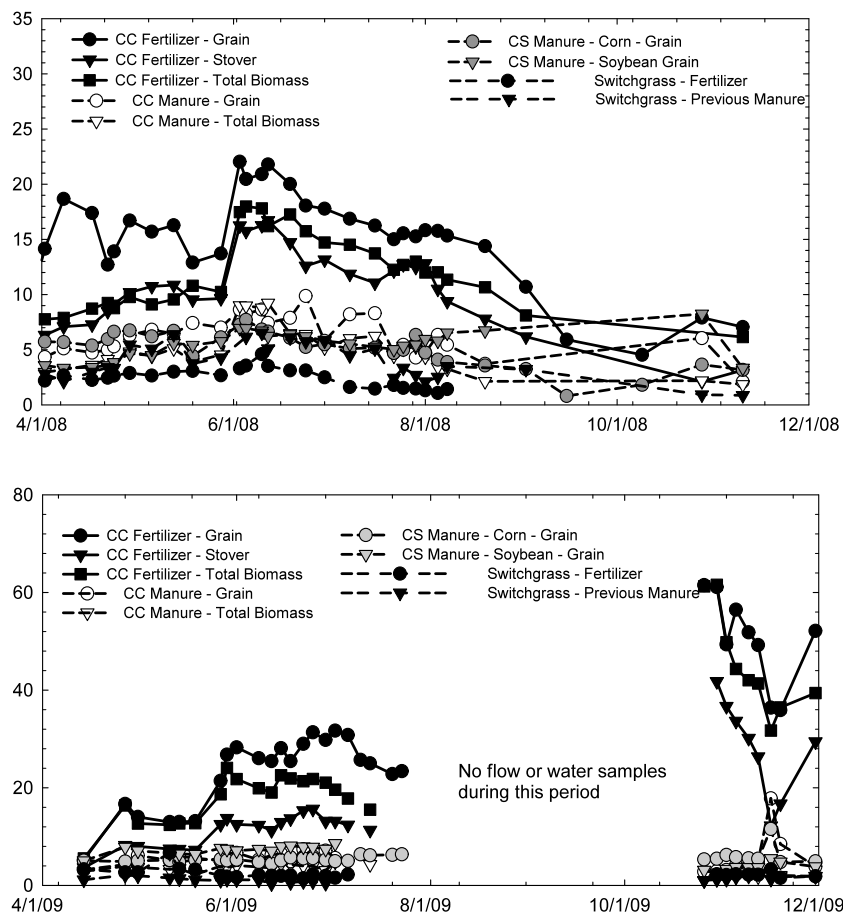 35
30
25
20
15
10
5
0
CC Fertilizer - Grain
CC Fertilizer - Stover
CC Fertilizer - Total Biomass
CC Manure - Grain
CC Manure - Total Biomass
CS Manure - Corn - Grain
CS Manure - Soybean Grain
Switchgrass - Fertilizer
Switchgrass - Previous Manure
4/1/08 6/1/08 8/1/08 10/1/08 12/1/08
80
60
40
20
0
CC Fertilizer - Grain
CC Fertilizer - Stover
CC Fertilizer - Total Biomass
CC Manure - Grain
CC Manure - Total Biomass
CS Manure - Corn - Grain
CS Manure - Soybean - Grain
Switchgrass - Fertilizer
Switchgrass - Previous Manure
No flow or water samples
during this period
4/1/09 6/1/09 8/1/09 10/1/09 12/1/09